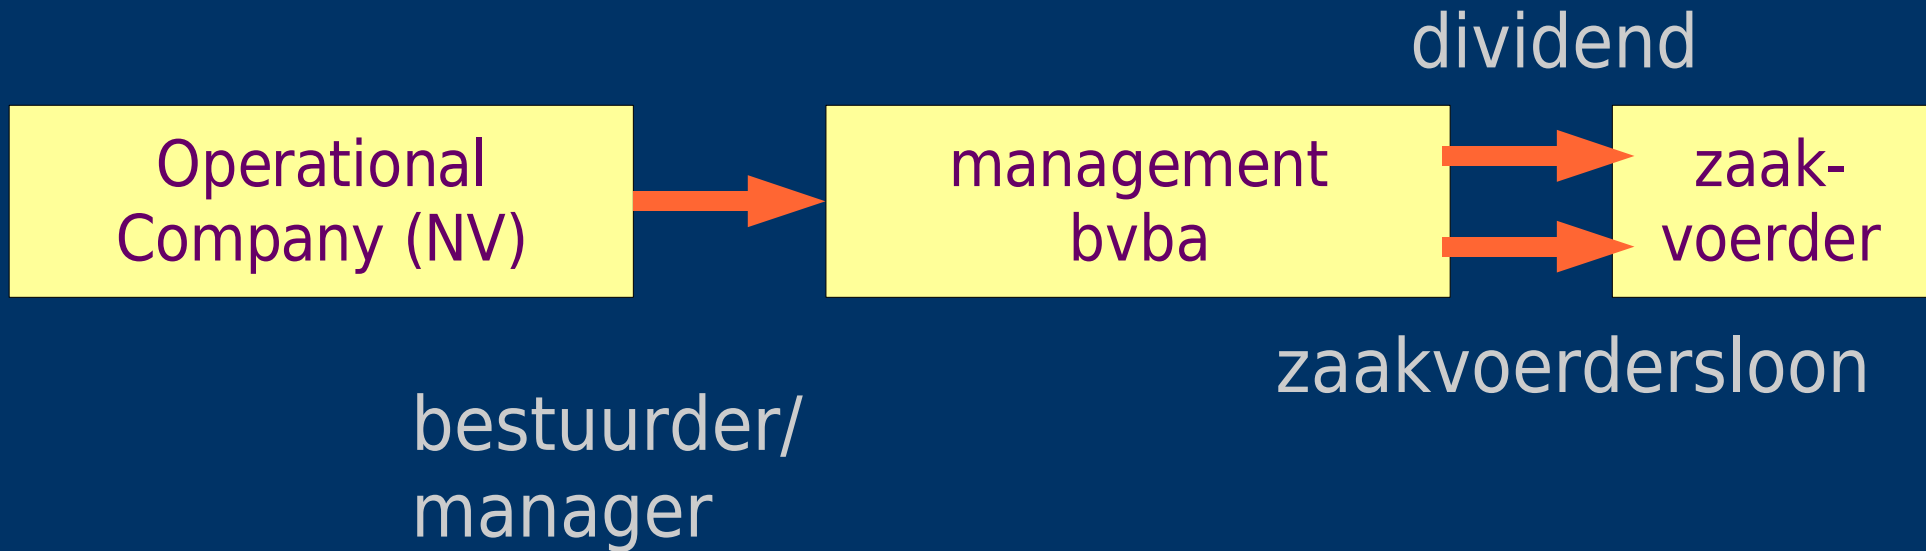 dividend
Operational
Company (NV)
management
bvba
zaak-
voerder
zaakvoerdersloon
bestuurder/
manager